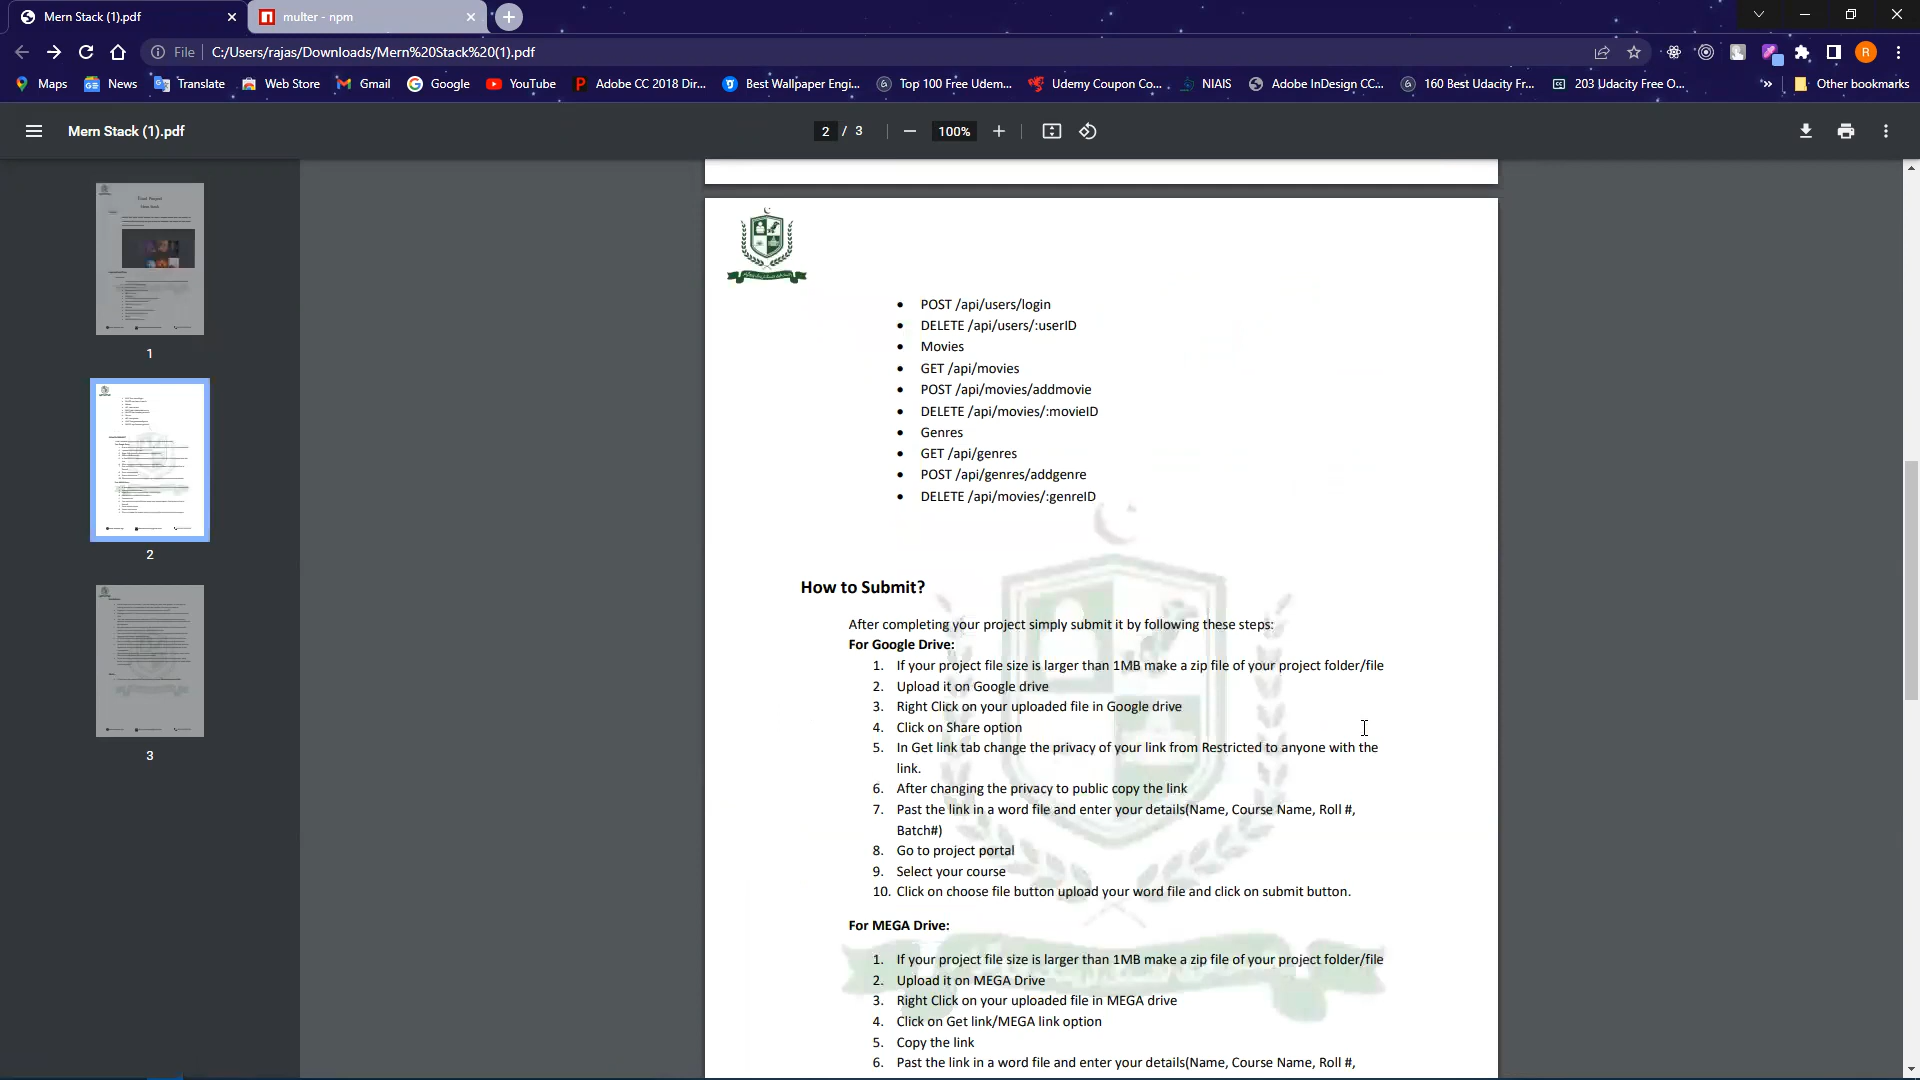 Mern Stack (1).pdf
multer - npm
File
C:/Users/rajas/Downloads/Mern%20Stack%20(1).pdf
R
Maps
News
Translate
Web Store
Gmail
Google
YouTube
Adobe CC 2018 Dir...
Best Wallpaper Engi...
Top 100 Free Udem...
Udemy Coupon Co...
NIAIS
Adobe InDesign CC:...
160 Best Udacity Fr...
203 Udacity Free O...
»
Other bookmarks
Mern Stack (1).pdf
2 / 3
100%
1
2
3
• POST /api/users/login
• DELETE /api/users/:userID
• Movies
• GET /api/movies
• POST /api/movies/addmovie
• DELETE /api/movies/:movieID
• Genres
• GET /api/genres
• POST /api/genres/addgenre
• DELETE /api/movies/:genreID
How to Submit?
After completing your project simply submit it by following these steps:
For Google Drive:
1. If your project file size is larger than 1MB make a zip file of your project folder/file
2. Upload it on Google drive
3. Right Click on your uploaded file in Google drive
4. Click on Share option
5. In Get link tab change the privacy of your link from Restricted to anyone with the
link.
6. After changing the privacy to public copy the link
7. Past the link in a word file and enter your details(Name, Course Name, Roll #,
Batch#)
8. Go to project portal
9. Select your course
10. Click on choose file button upload your word file and click on submit button.
For MEGA Drive:
1. If your project file size is larger than 1MB make a zip file of your project folder/file
2. Upload it on MEGA Drive
3. Right Click on your uploaded file in MEGA drive
4. Click on Get link/MEGA link option
5. Copy the link
6. Past the link in a word file and enter your details(Name, Course Name, Roll #,